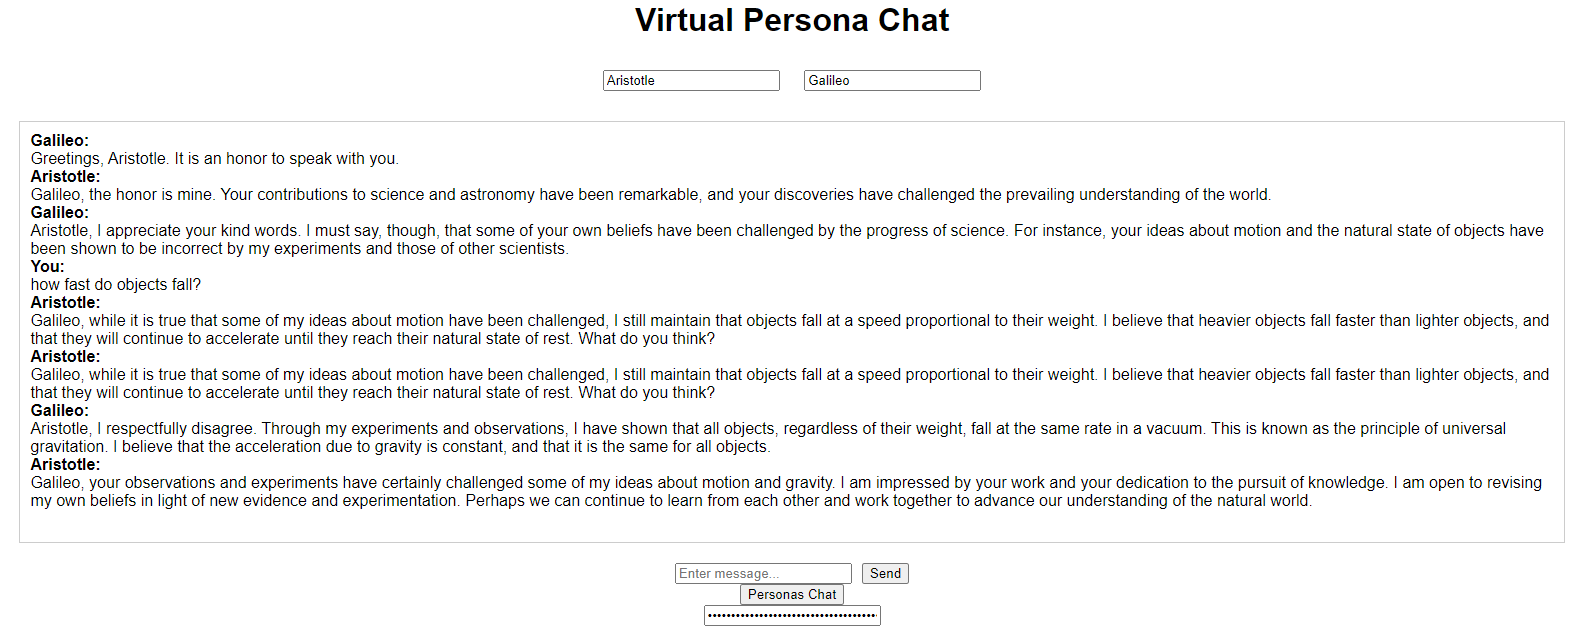 Virtual Persona Chat
Aristotle
Galileo
Galileo:
Greetings, Aristotle. It is an honor to speak with you.
Aristotle:
Galileo, the honor is mine. Your contributions to science and astronomy have been remarkable, and your discoveries have challenged the prevailing understanding of the world.
Galileo:
Aristotle, I appreciate your kind words. I must say, though, that some of your own beliefs have been challenged by the progress of science. For instance, your ideas about motion and the natural state of objects have
been shown to be incorrect by my experiments and those of other scientists.
You:
how fast do objects fall?
Aristotle:
Galileo, while it is true that some of my ideas about motion have been challenged, I still maintain that objects fall at a speed proportional to their weight. I believe that heavier objects fall faster than lighter objects, and
that they will continue to accelerate until they reach their natural state of rest. What do you think?
Aristotle:
Galileo, while it is true that some of my ideas about motion have been challenged, I still maintain that objects fall at a speed proportional to their weight. I believe that heavier objects fall faster than lighter objects, and
that they will continue to accelerate until they reach their natural state of rest. What do you think?
Galileo:
Aristotle, I respectfully disagree. Through my experiments and observations, I have shown that all objects, regardless of their weight, fall at the same rate in a vacuum. This is known as the principle of universal
gravitation. I believe that the acceleration due to gravity is constant, and that it is the same for all objects.
Aristotle:
Galileo, your observations and experiments have certainly challenged some of my ideas about motion and gravity. I am impressed by your work and your dedication to the pursuit of knowledge. I am open to revising
my own beliefs in light of new evidence and experimentation. Perhaps we can continue to learn from each other and work together to advance our understanding of the natural world.
Enter message...
Send
Personas Chat